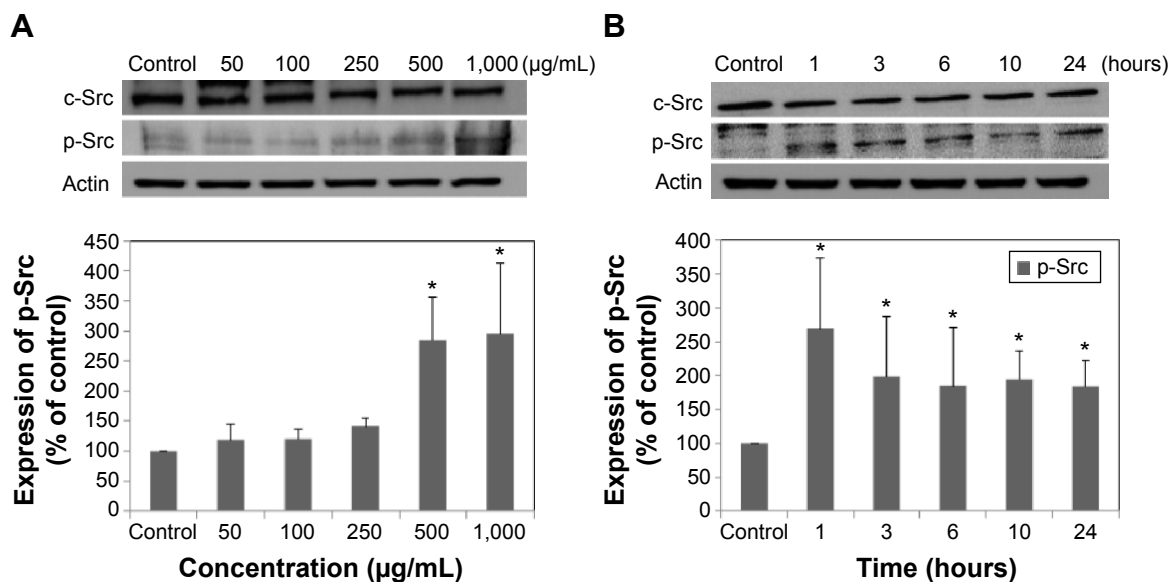 A
Control 50 100 250 500 1,000 (µg/mL)
c-Src
p-Src
Actin
Expression of p-Src
(% of control)
450
400
350
300
250
200
150
100
50
0
* *
Control 50 100 250 500 1,000
Concentration (µg/mL)
B
Control 1 3 6 10 24 (hours)
c-Src
p-Src
Actin
Expression of p-Src
(% of control)
400
350
300
250
200
150
100
50
0
* * * * *
p-Src
Control 1 3 6 10 24
Time (hours)